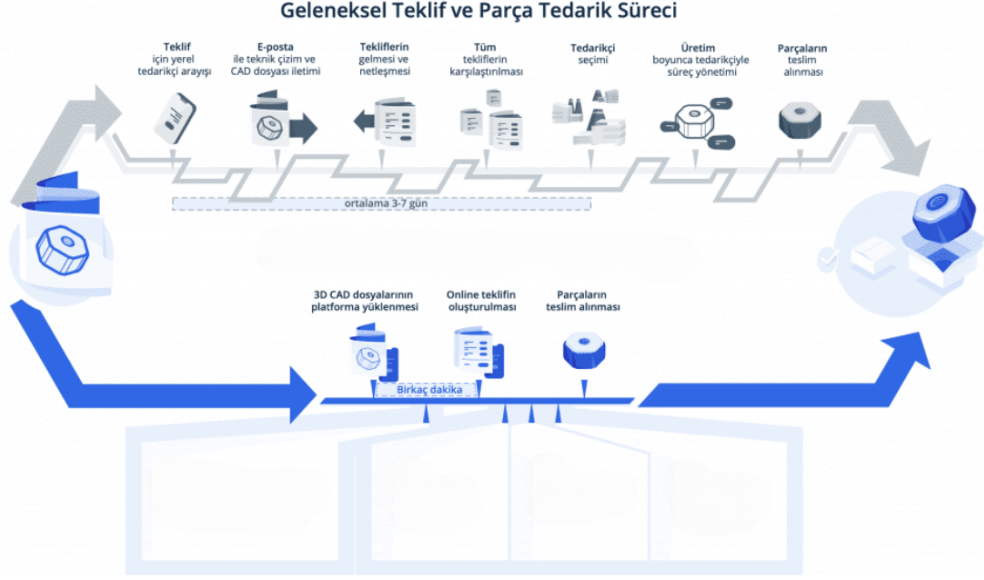 Geleneksel Teklif ve Parça Tedarik Süreci
Teklif
için yerel
tedarikçi arayışı
E-posta
ile teknik çizim ve
CAD dosyası iletimi
Tekliflerin
gelmesi ve
netleşmesi
Tüm
tekliflerin
karşılaştırılması
Tedarikçi
seçimi
Üretim
boyunca tedarikçiyle
süreç yönetimi
Parçaların
teslim
alınması
ortalama 3-7 gün
3D CAD dosyalarının
platforma yüklenmesi
Online teklifin
oluşturulması
Parçaların
teslim alınması
Birkaç dakika